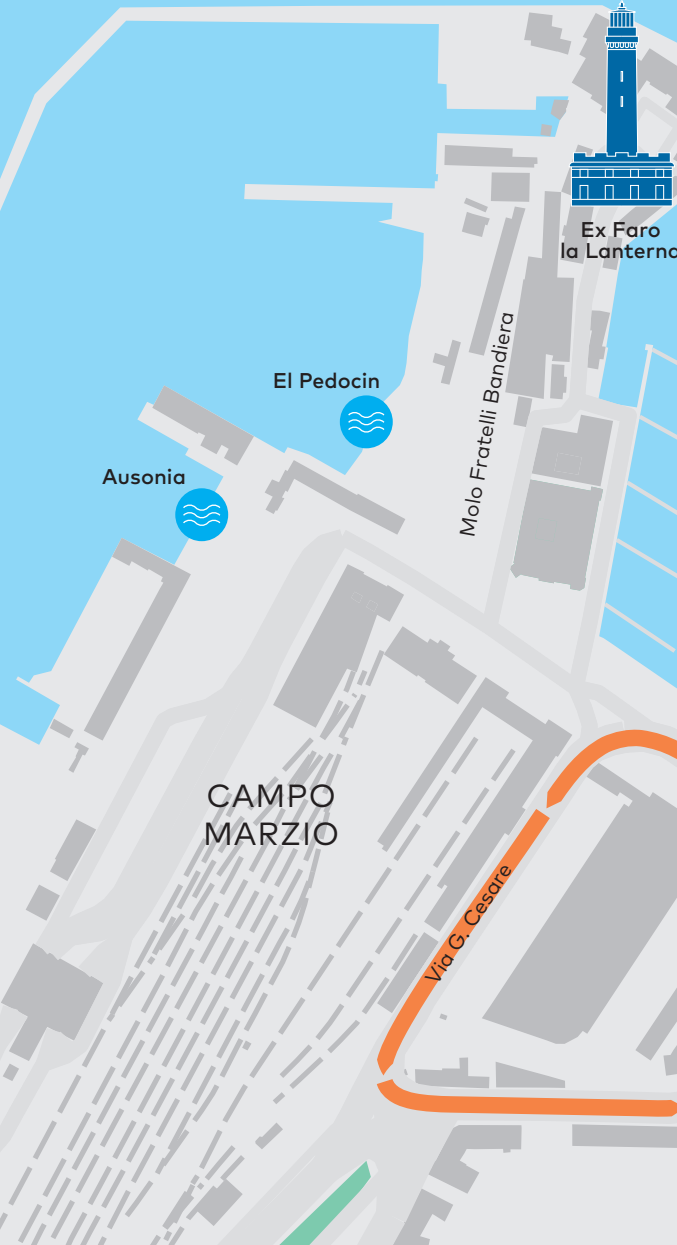 Ex Faro
la Lanterna
El Pedocin
Molo Fratelli Bandiera
Ausonia
CAMPO
MARZIO
Via G. Cesare